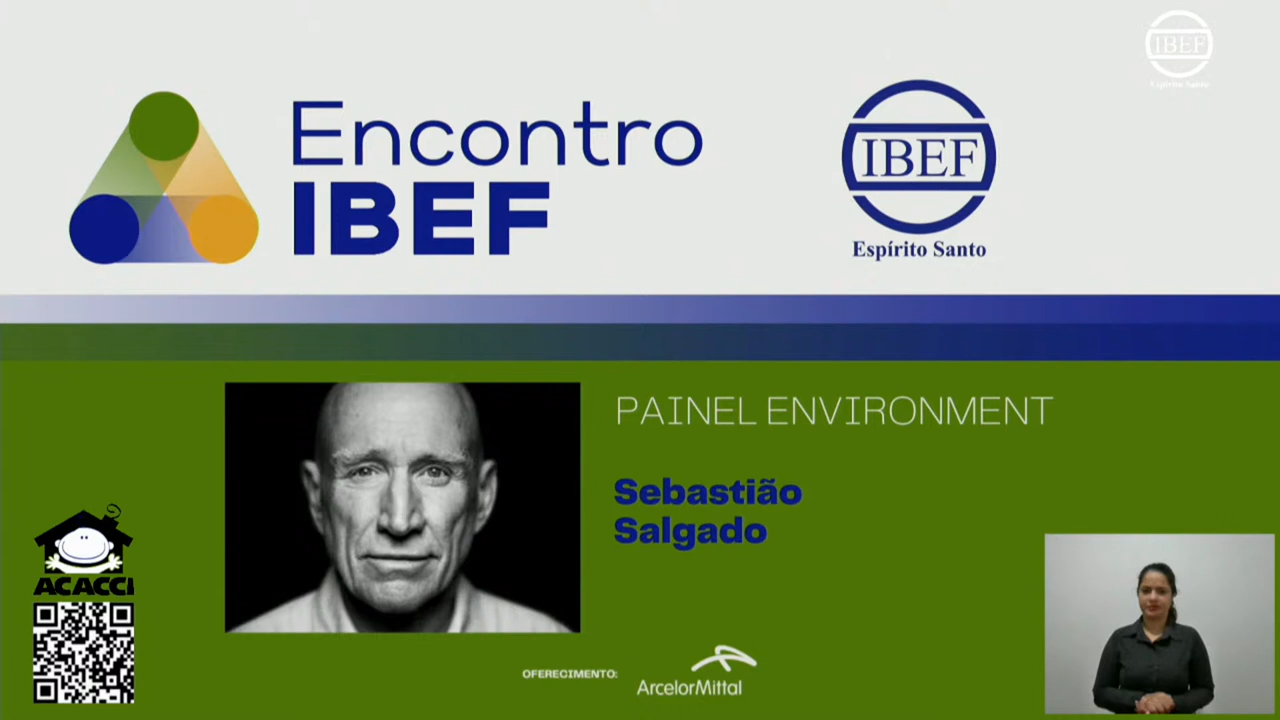 IBEF
Espírito Santo
Encontro
IBEF
IBEF
Espírito Santo
PAINEL ENVIRONMENT
Sebastião
Salgado
ACACCI
OFERECIMENTO:
ArcelorMittal